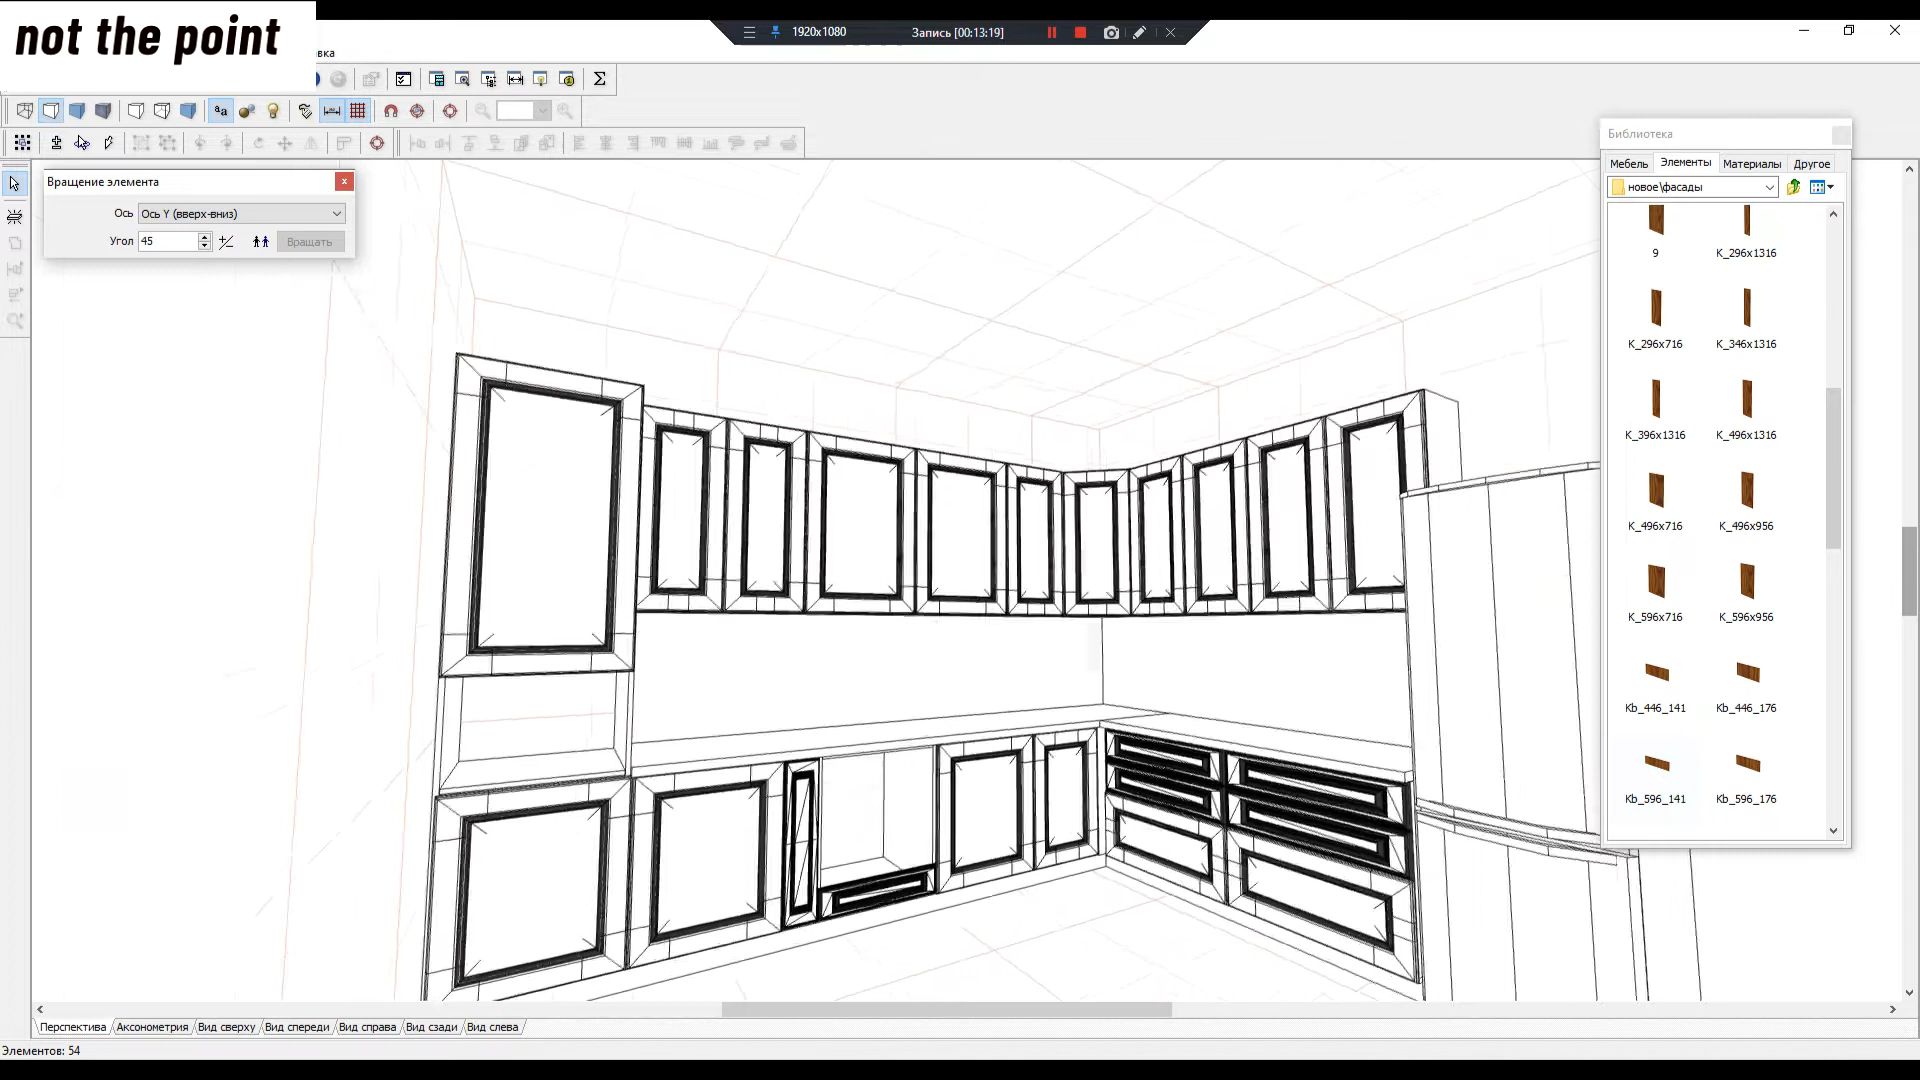 not the point
1920x1080
Запись [00:13:19]
вка
Вращение элемента
Ось
Ось Y (вверх-вниз)
Угол
45
Вращать
Библиотека
Мебель
Элементы
Материалы
Другое
новое\фасады
9
K_296x1316
K_296x716
K_346x1316
K_396x1316
K_496x1316
K_496x716
K_496x956
K_596x716
K_596x956
Kb_446_141
Kb_446_176
Kb_596_141
Kb_596_176
Перспектива
Аксонометрия
Вид сверху
Вид спереди
Вид справа
Вид сзади
Вид слева
Элементов: 54